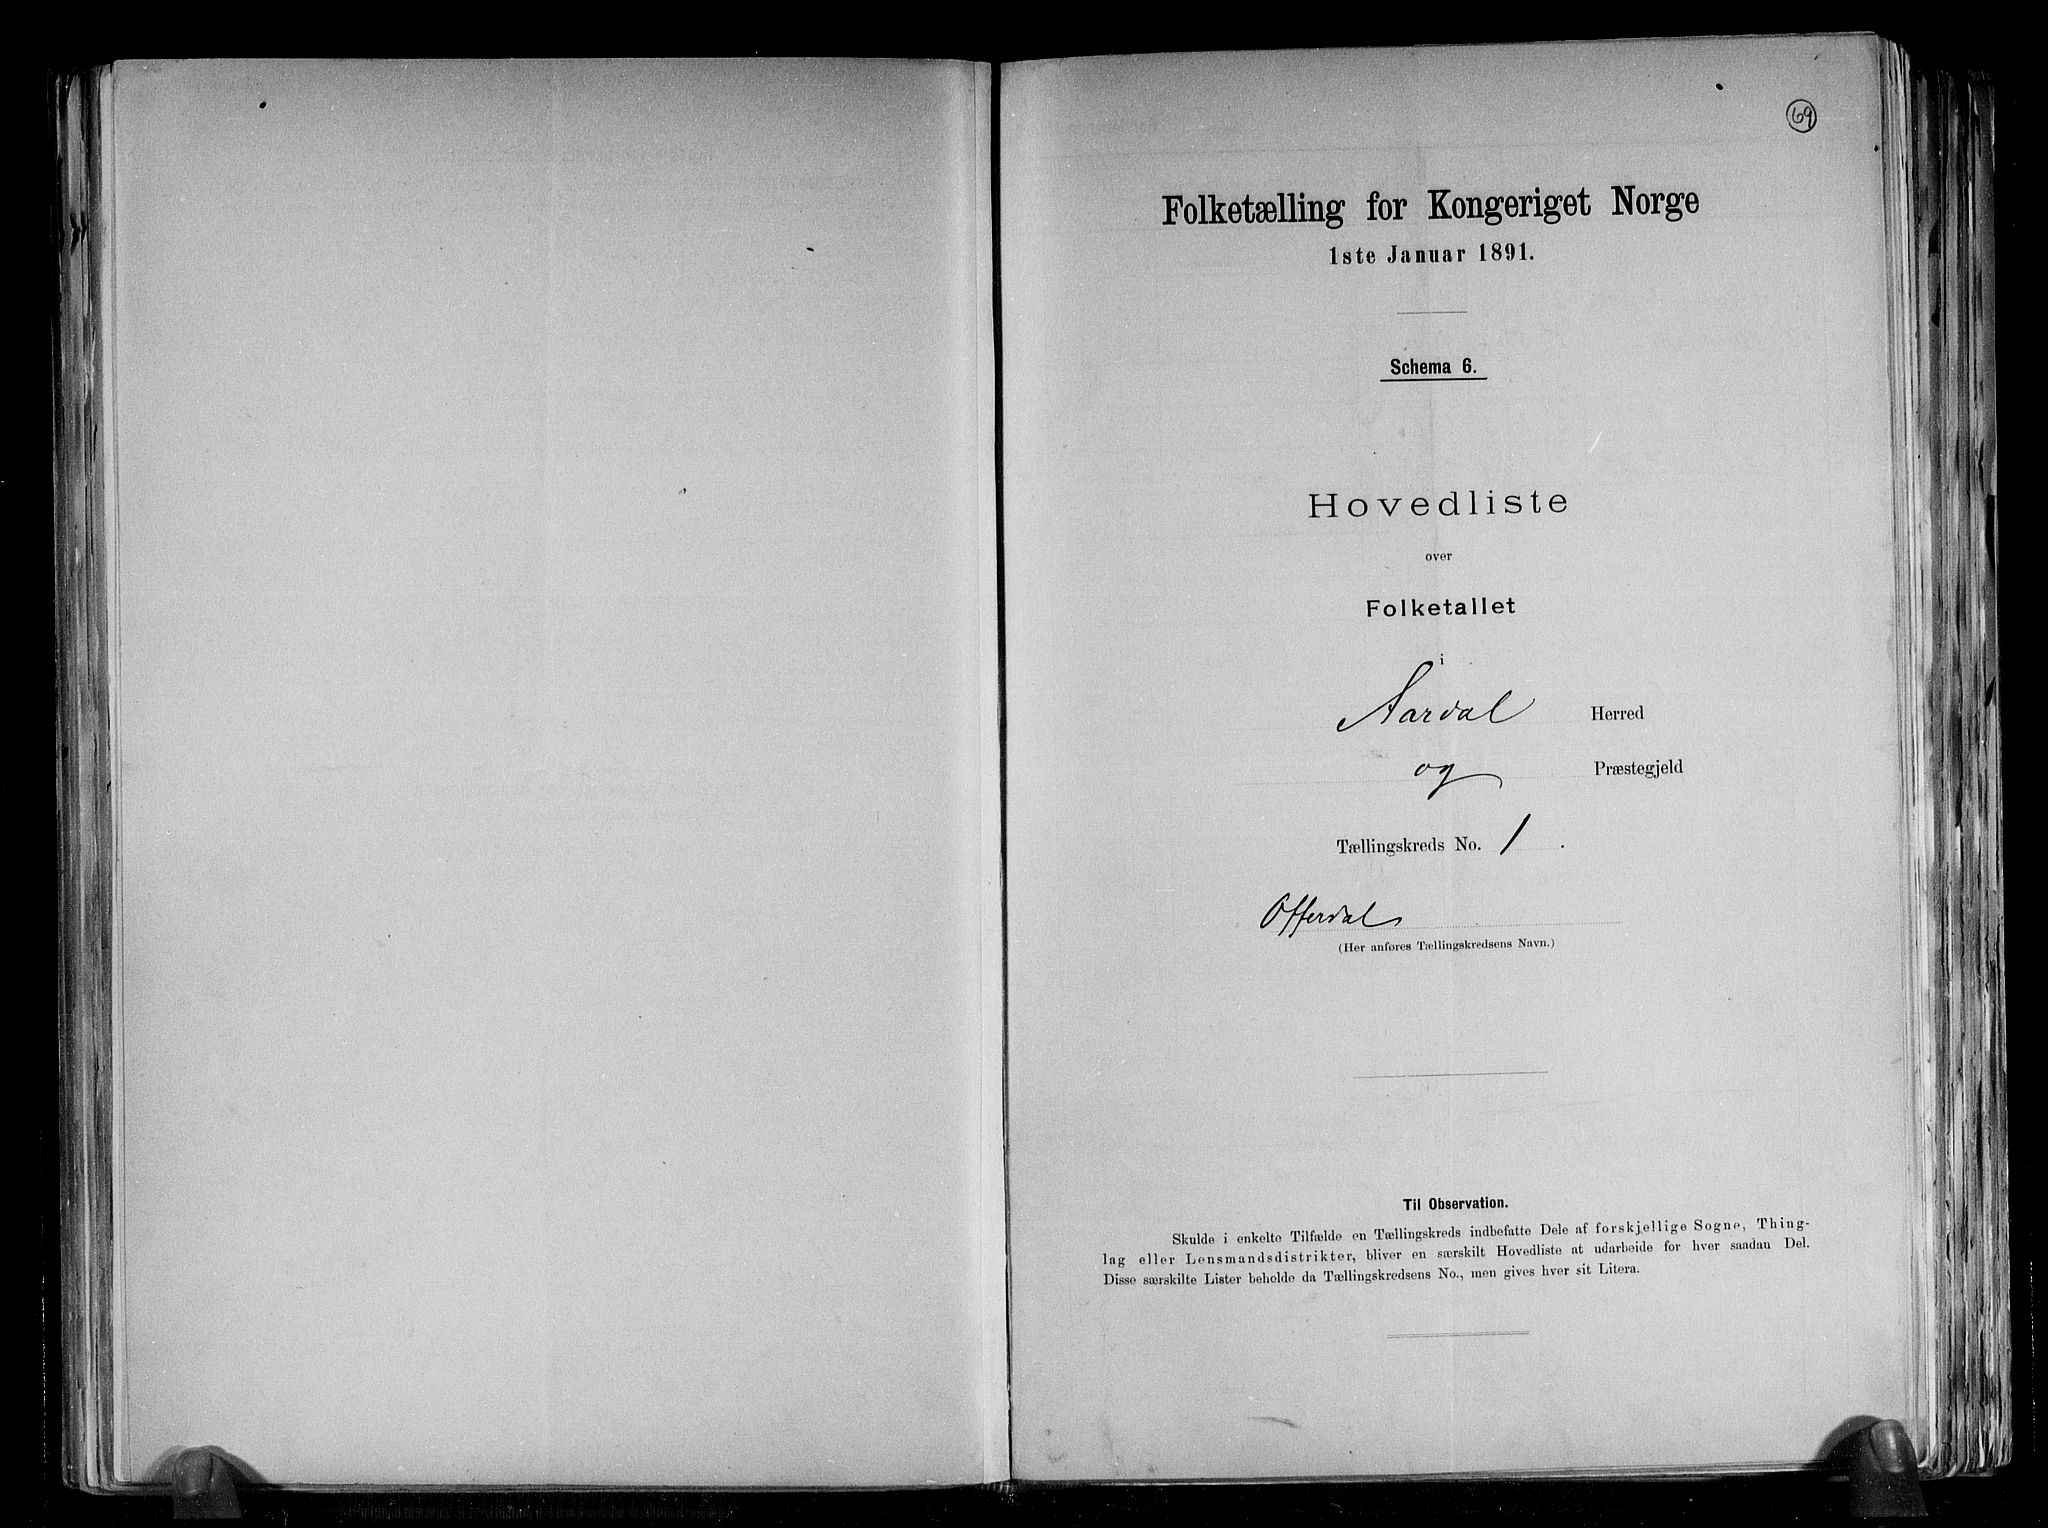 69
Folketælling for Kongeriget Norge
1ste Januar 1891.
Schema 6.
Hovedliste
over
Folketallet
i
Aardal Herred
og Præstegjeld
Tællingskreds No. 1.
Offerdal
(Her anføres Tællingskredsens Navn.)
Til Observation.
Skulde i enkelte Tilfælde en Tællingskreds indbefatte Dele af forskjellige Sogne, Thing-
lag eller Lensmandsdistrikter, bliver en særskilt Hovedliste at udarbeide for hver saadan Del.
Disse særskilte Lister beholde da Tællingskredsens No., men gives hver sit Litera.